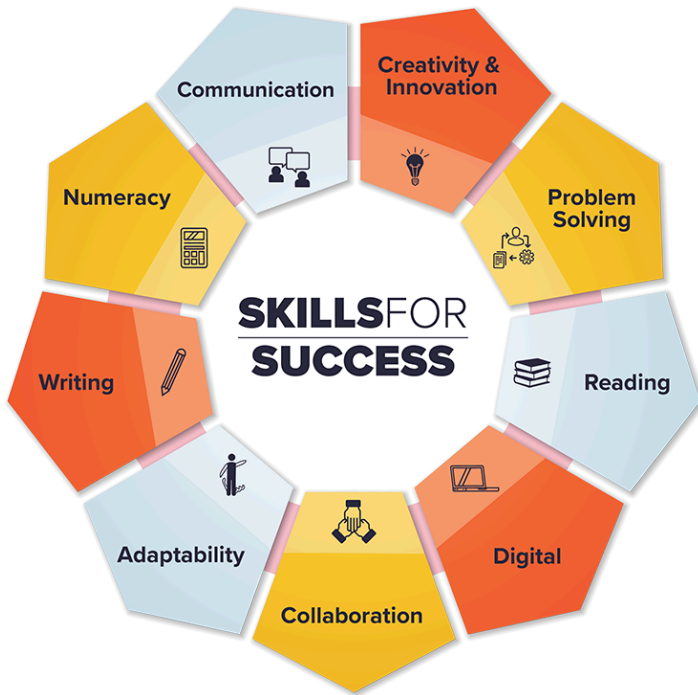 Communication
Creativity &
Innovation
Numeracy
Problem
Solving
SKILLSFOR
SUCCESS
Writing
Reading
Adaptability
Digital
Collaboration